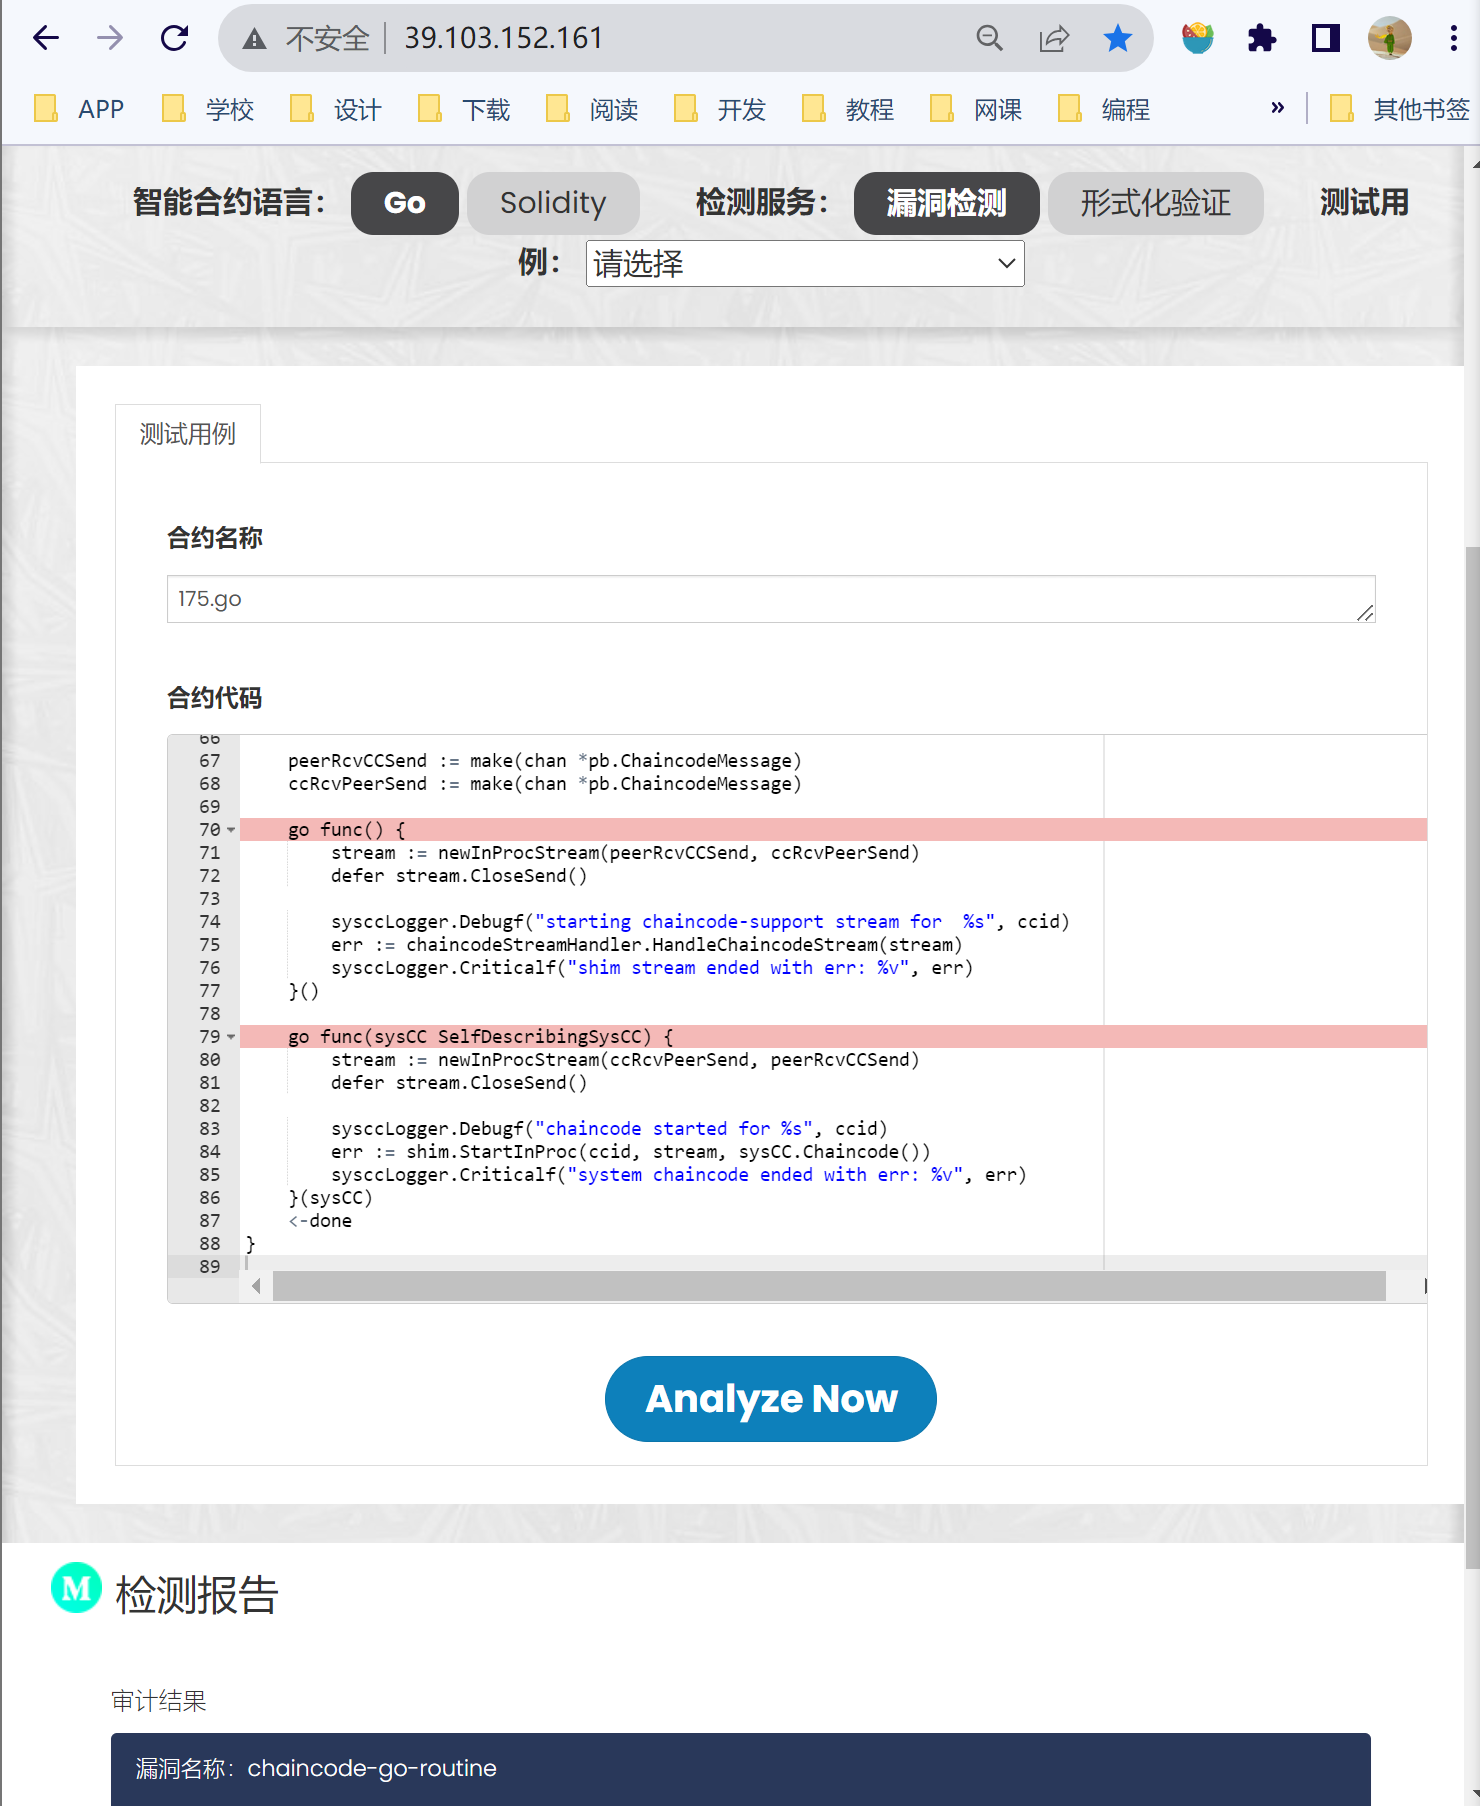 不安全 39.103.152.161
APP 学校 设计 下载 阅读 开发 教程 网课 编程 » 其他书签
智能合约语言： Go Solidity 检测服务： 漏洞检测 形式化验证 测试用
例： 请选择
测试用例
合约名称
175.go
合约代码
66
67 peerRcvCCSend := make(chan *pb.ChaincodeMessage)
68 ccRcvPeerSend := make(chan *pb.ChaincodeMessage)
69
70 go func() {
71 stream := newInProcStream(peerRcvCCSend, ccRcvPeerSend)
72 defer stream.CloseSend()
73
74 sysccLogger.Debugf("starting chaincode-support stream for  %s", ccid)
75 err := chaincodeStreamHandler.HandleChaincodeStream(stream)
76 sysccLogger.Criticalf("shim stream ended with err: %v", err)
77 }()
78
79 go func(sysCC SelfDescribingSysCC) {
80 stream := newInProcStream(ccRcvPeerSend, peerRcvCCSend)
81 defer stream.CloseSend()
82
83 sysccLogger.Debugf("chaincode started for %s", ccid)
84 err := shim.StartInProc(ccid, stream, sysCC.Chaincode())
85 sysccLogger.Criticalf("system chaincode ended with err: %v", err)
86 }(sysCC)
87 <-done
88 }
89
Analyze Now
M 检测报告
审计结果
漏洞名称：chaincode-go-routine